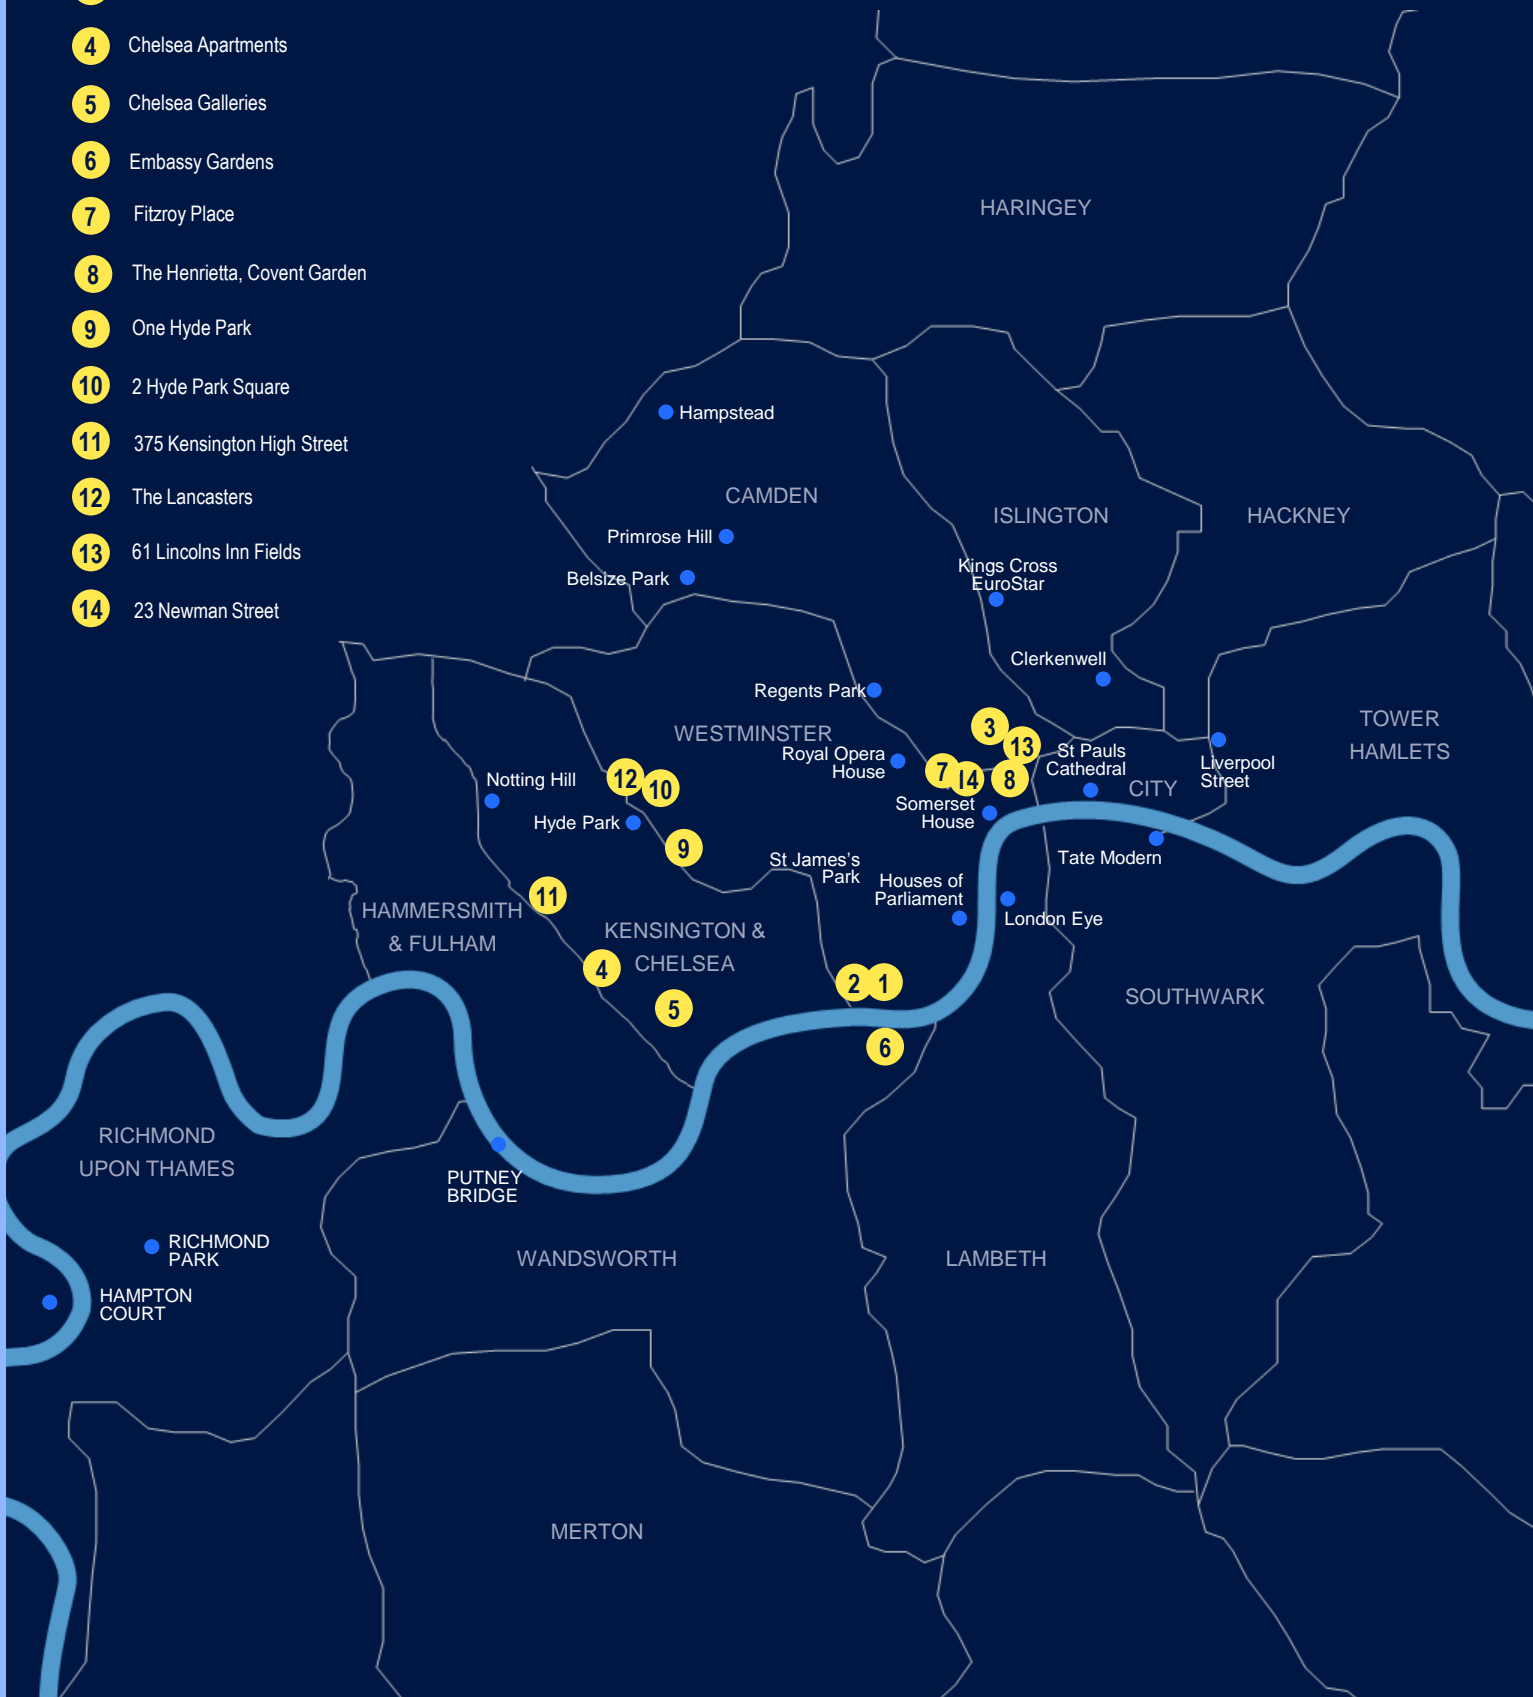 4 Chelsea Apartments
5 Chelsea Galleries
6 Embassy Gardens
7 Fitzroy Place
8 The Henrietta, Covent Garden
9 One Hyde Park
10 2 Hyde Park Square
11 375 Kensington High Street
12 The Lancasters
13 61 Lincolns Inn Fields
14 23 Newman Street
HARINGEY
Hampstead
CAMDEN
ISLINGTON
HACKNEY
Primrose Hill
Belsize Park
Kings Cross
EuroStar
Clerkenwell
Regents Park
WESTMINSTER
Royal Opera
House
3
13
7
14
8
St Pauls
Cathedral
CITY
Liverpool
Street
TOWER
HAMLETS
Notting Hill
12
10
Hyde Park
9
Somerset
House
Tate Modern
St James's
Park
Houses of
Parliament
London Eye
11
HAMMERSMITH
& FULHAM
KENSINGTON &
CHELSEA
4
5
2
1
6
SOUTHWARK
RICHMOND
UPON THAMES
PUTNEY
BRIDGE
RICHMOND
PARK
HAMPTON
COURT
WANDSWORTH
LAMBETH
MERTON